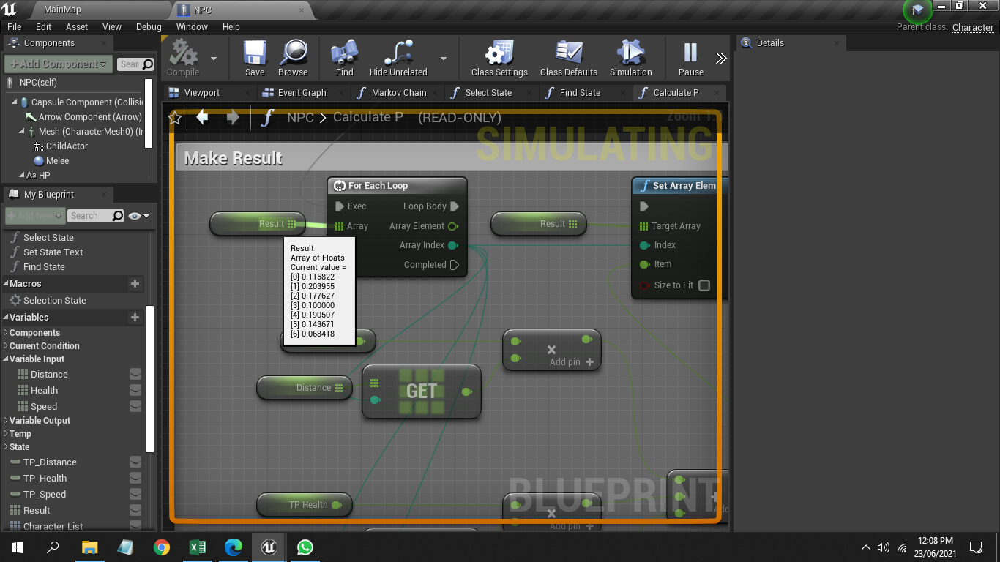 MainMap
NPC
File Edit Asset View Debug Window Help
Parent class: Character
Components
+Add Component
Sear
NPC(self)
Capsule Component (Collisi
Arrow Component (Arrow)
Mesh (CharacterMesh0) (I
ChildActor
Melee
HP
My Blueprint
Add New
Search
Select State
Set State Text
Find State
Macros
Selection State
Variables
Components
Current Condition
Variable Input
Distance
Health
Speed
Variable Output
Temp
State
TP_Distance
TP_Health
TP_Speed
Result
Character List
Compile
Save
Browse
Find
Hide Unrelated
Class Settings
Class Defaults
Simulation
Pause
Viewport
Event Graph
Markov Chain
Select State
Find State
Calculate P
NPC > Calculate P (READ-ONLY)
SIMULATING
Make Result
For Each Loop
Exec
Loop Body
Array
Array Element
Array Index
Completed
Result
Result
Array of Floats
Current value =
[0] 0.115822
[1] 0.203955
[2] 0.177627
[3] 0.100000
[4] 0.190507
[5] 0.143671
[6] 0.068418
Result
Set Array Elem
Target Array
Index
Item
Size to Fit
Add pin +
Distance
GET
TP Health
Add pin +
BLUEPRINT
Details
12:08 PM
23/06/2021